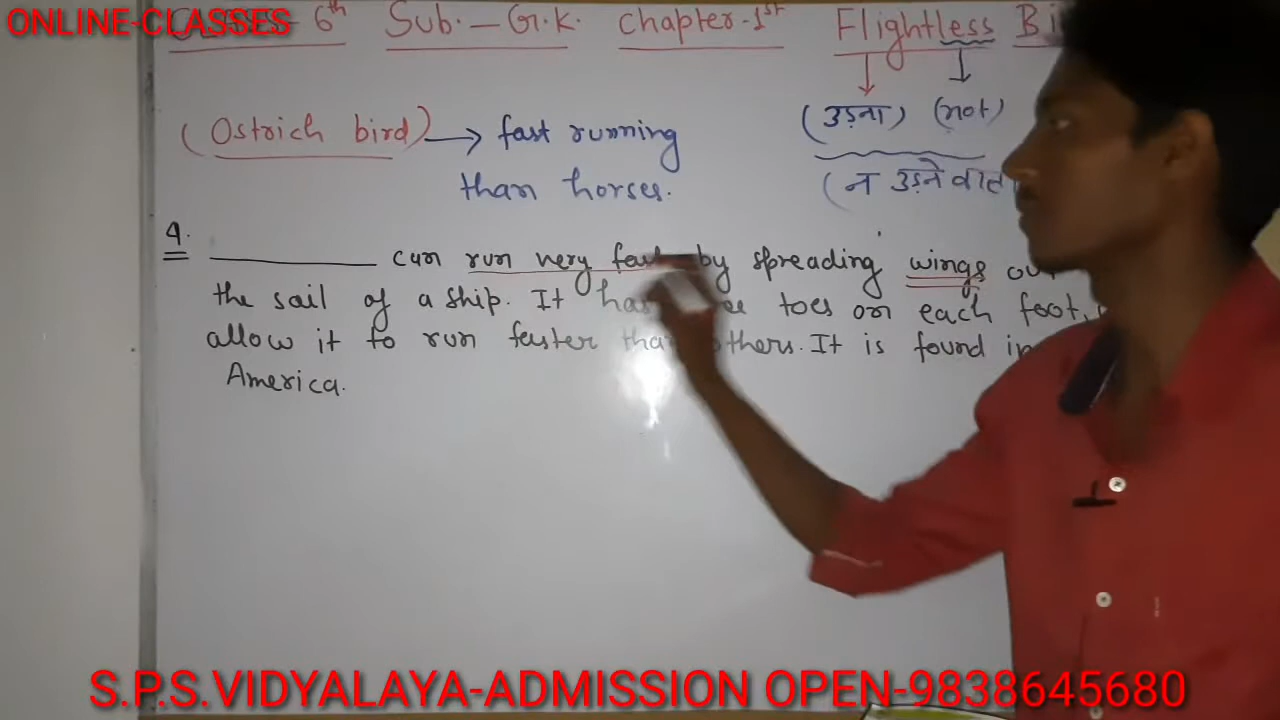 ONLINE-CLASSES
6th Sub. - G.K. Chapter-1st Flightless
(Ostrich bird) → fast running
than horses.
(उड़ना) (not)
(न उड़ने वाल
4. ________ can run very fast by spreading wings
the sail of a ship. It toes on each foot,
allow it to run faster than others. It is found in
America.
S.P.S.VIDYALAYA-ADMISSION OPEN-9838645680